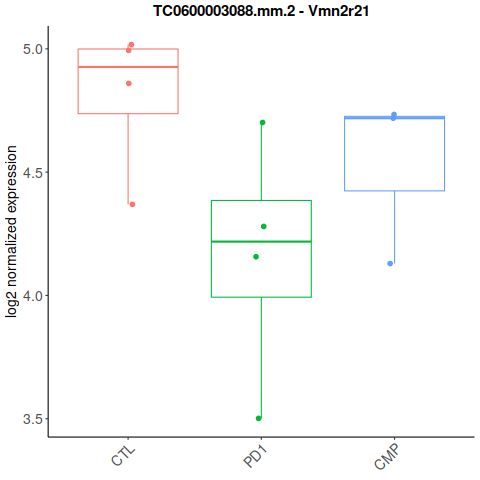 TC0600003088.mm.2 - Vmn2r21
log2 normalized expression
5.0
4.5
4.0
3.5
CTL
PD1
CMP